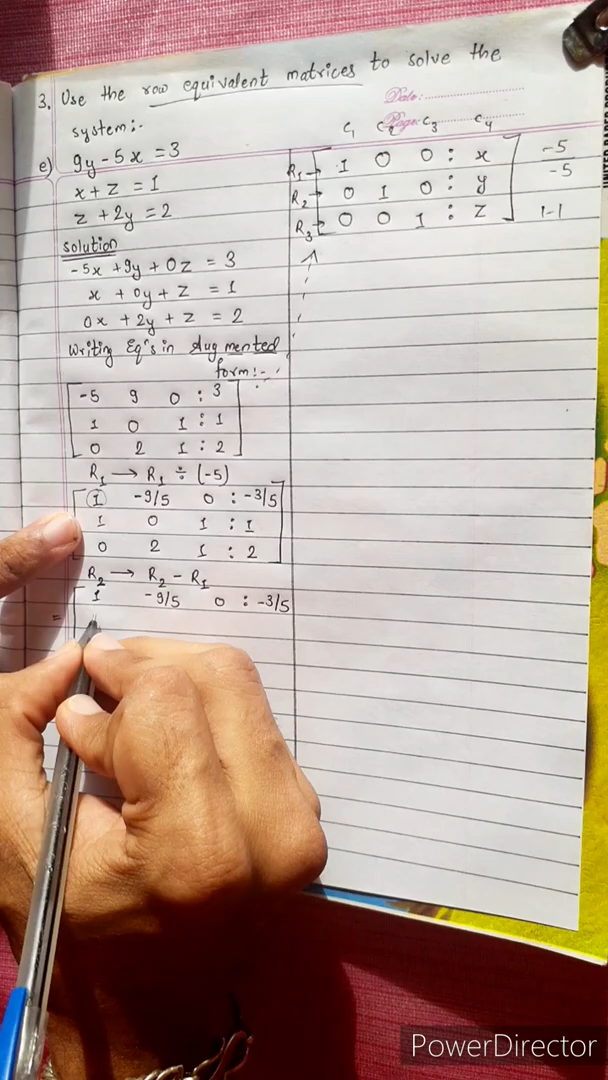 3. Use the row equivalent matrices to solve the
system:-
Date:
Page:
e) 9y - 5x = 3
x + z = 1
z + 2y = 2
solution
-5x + 9y + 0z = 3
x + 0y + z = 1
0x + 2y + z = 2
Writing Eqⁿs in Augmented
form:-
-5 9 0 : 3
1 0 1 : 1
0 2 1 : 2
R₁ → R₁ ÷ (-5)
1 -9/5 0 : -3/5
1 0 1 : 1
0 2 1 : 2
R₂ → R₂ - R₁
= 1 -9/5 0 : -3/5
C₁ C₂ C₃ C₄
R₁→ 1 0 0 : x
R₂→ 0 1 0 : y
R₃→ 0 0 1 : z
-5
-5
1-1
PowerDirector